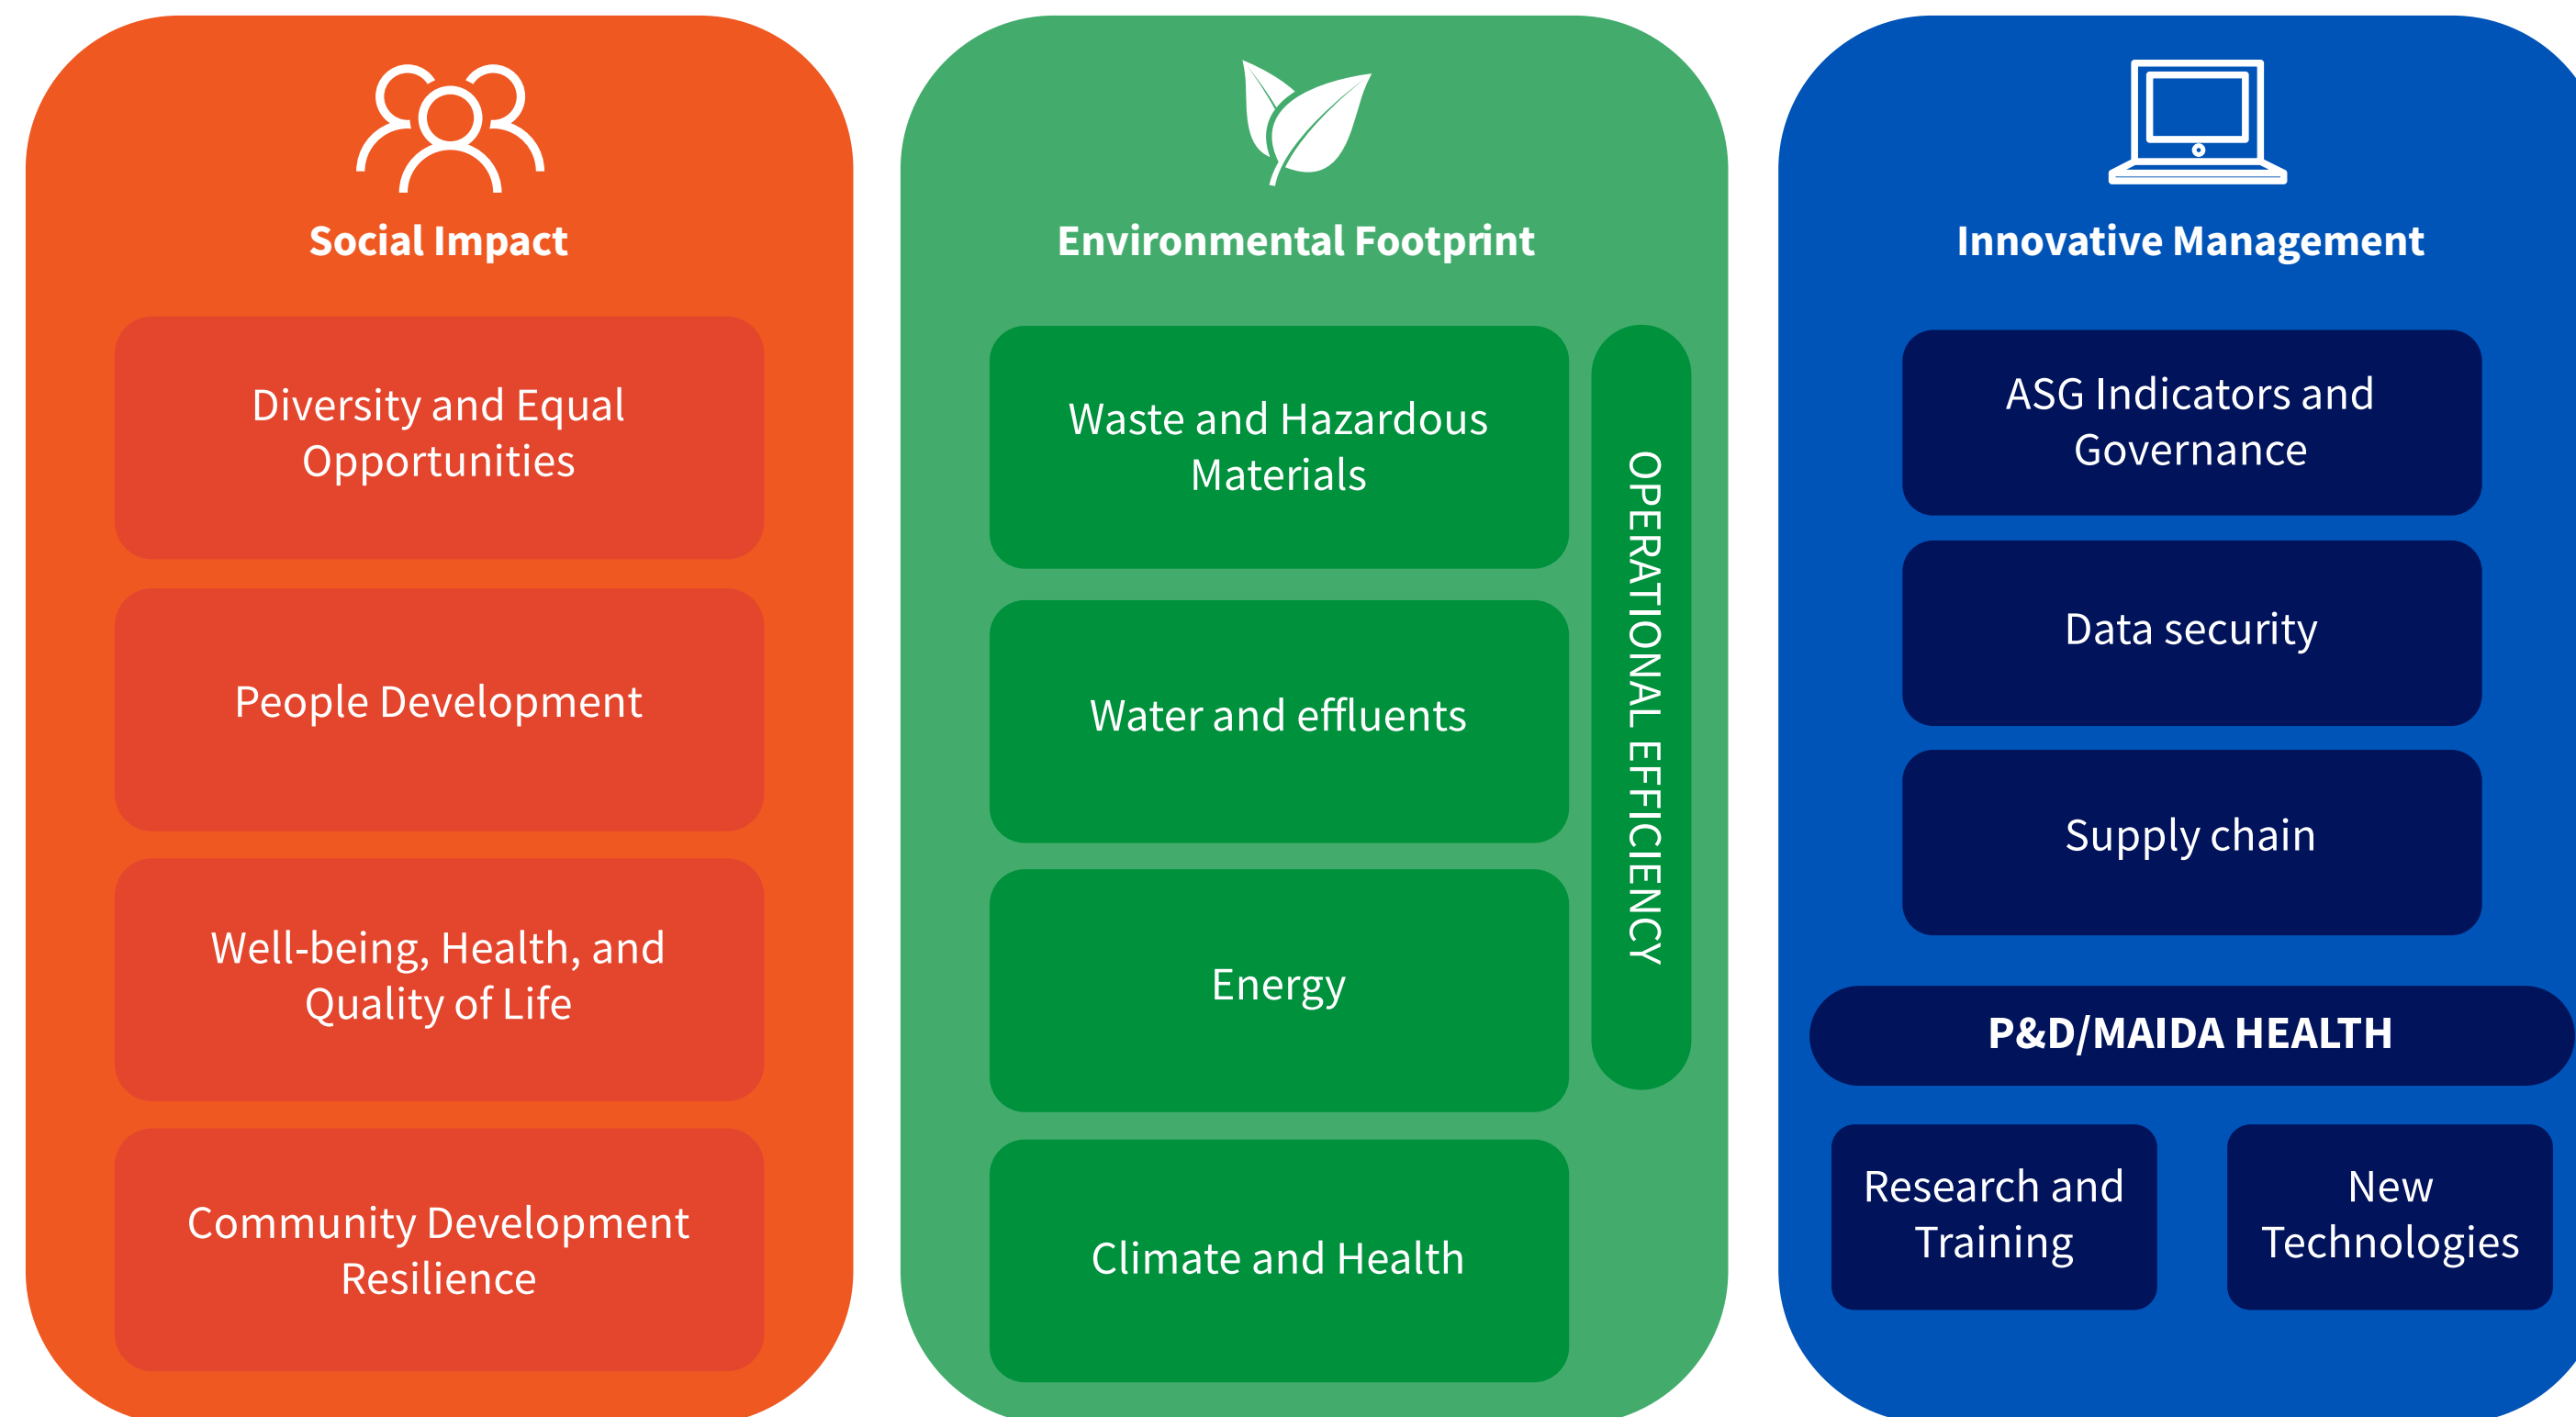 Social Impact
Diversity and Equal
Opportunities
People Development
Well-being, Health, and
Quality of Life
Community Development
Resilience
Environmental Footprint
Waste and Hazardous
Materials
Water and effluents
Energy
Climate and Health
OPERATIONAL EFFICIENCY
Innovative Management
ASG Indicators and
Governance
Data security
Supply chain
P&D/MAIDA HEALTH
Research and
Training
New
Technologies